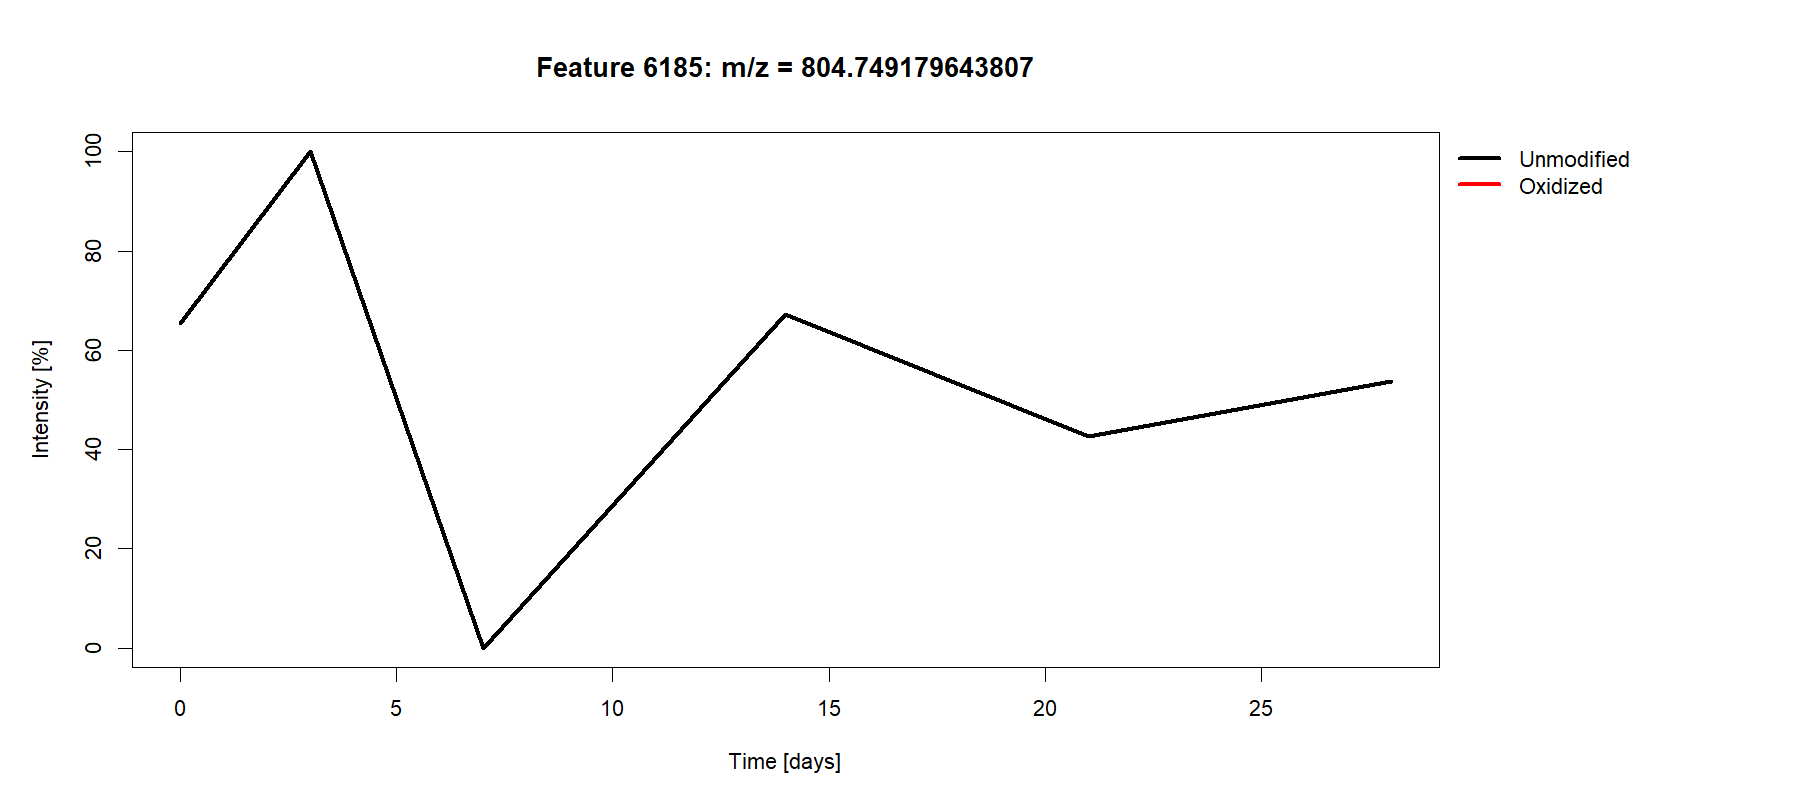 Feature 6185: m/z = 804.749179643807
Unmodified
Oxidized
Intensity [%]
100
80
60
40
20
0
0 5 10 15 20 25
Time [days]